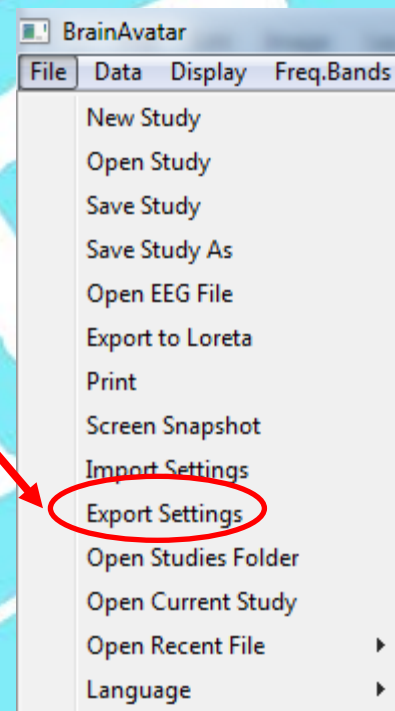 BrainAvatar
File Data Display Freq.Bands
New Study
Open Study
Save Study
Save Study As
Open EEG File
Export to Loreta
Print
Screen Snapshot
Import Settings
Export Settings
Open Studies Folder
Open Current Study
Open Recent File
Language